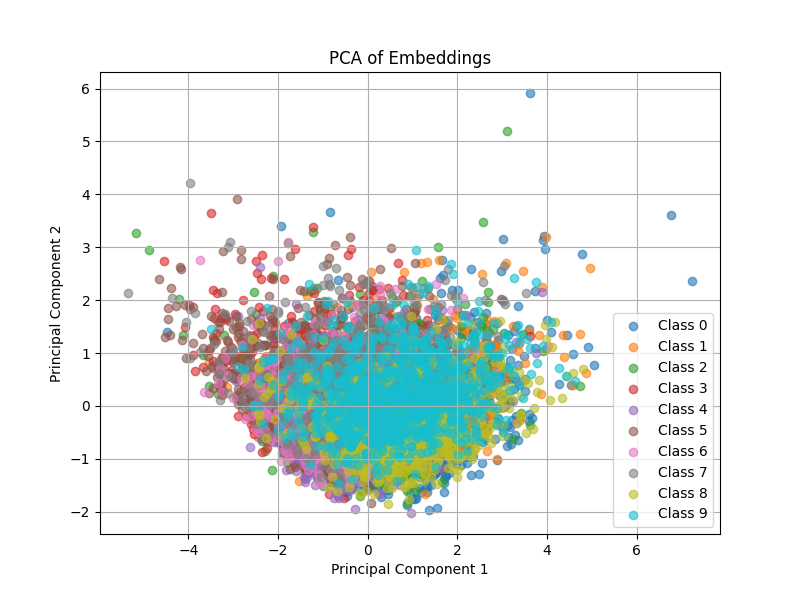 PCA of Embeddings
6
5
4
3
2
1
0
−1
−2
Principal Component 2
−4
−2
0
2
4
6
Principal Component 1
Class 0
Class 1
Class 2
Class 3
Class 4
Class 5
Class 6
Class 7
Class 8
Class 9